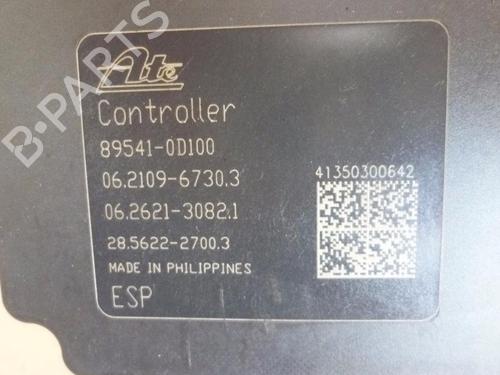 Ate
Controller
89541-0D100
06.2109-6730.3
41350300642
06.2621-3082.1
28.5622-2700.3
MADE IN PHILIPPINES
ESP
B-PARTS